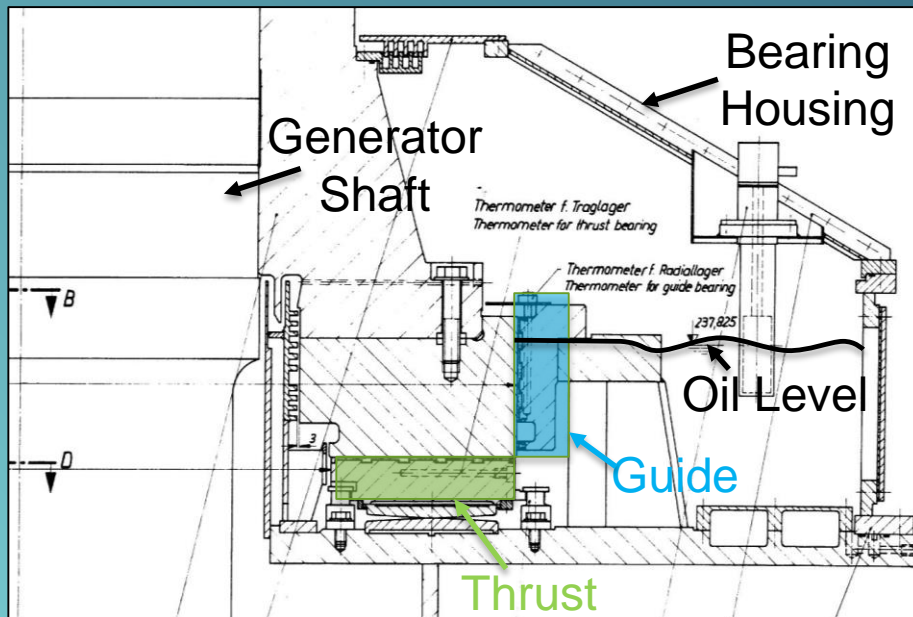 Bearing
Housing
Generator
Shaft
Thermometer f. Traglager
Thermometer for thrust bearing
Thermometer f. Radiallager
Thermometer for guide bearing
B
237,825
Oil Level
3
D
Guide
Thrust